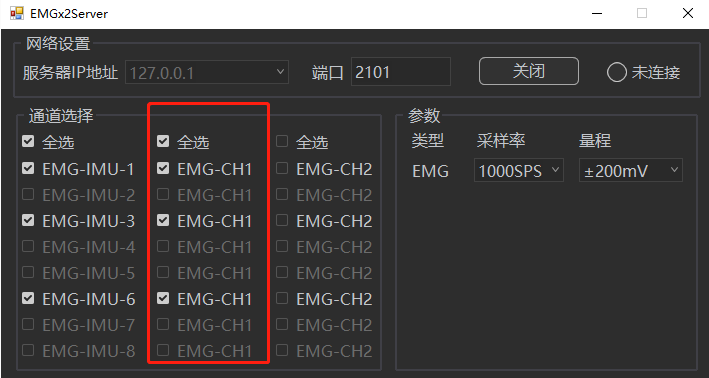 EMGx2Server
网络设置
服务器IP地址 127.0.0.1 端口 2101 关闭 未连接
通道选择 参数
全选 全选 全选 类型 采样率 量程
EMG-IMU-1 EMG-CH1 EMG-CH2 EMG 1000SPS ±200mV
EMG-IMU-2 EMG-CH1 EMG-CH2
EMG-IMU-3 EMG-CH1 EMG-CH2
EMG-IMU-4 EMG-CH1 EMG-CH2
EMG-IMU-5 EMG-CH1 EMG-CH2
EMG-IMU-6 EMG-CH1 EMG-CH2
EMG-IMU-7 EMG-CH1 EMG-CH2
EMG-IMU-8 EMG-CH1 EMG-CH2